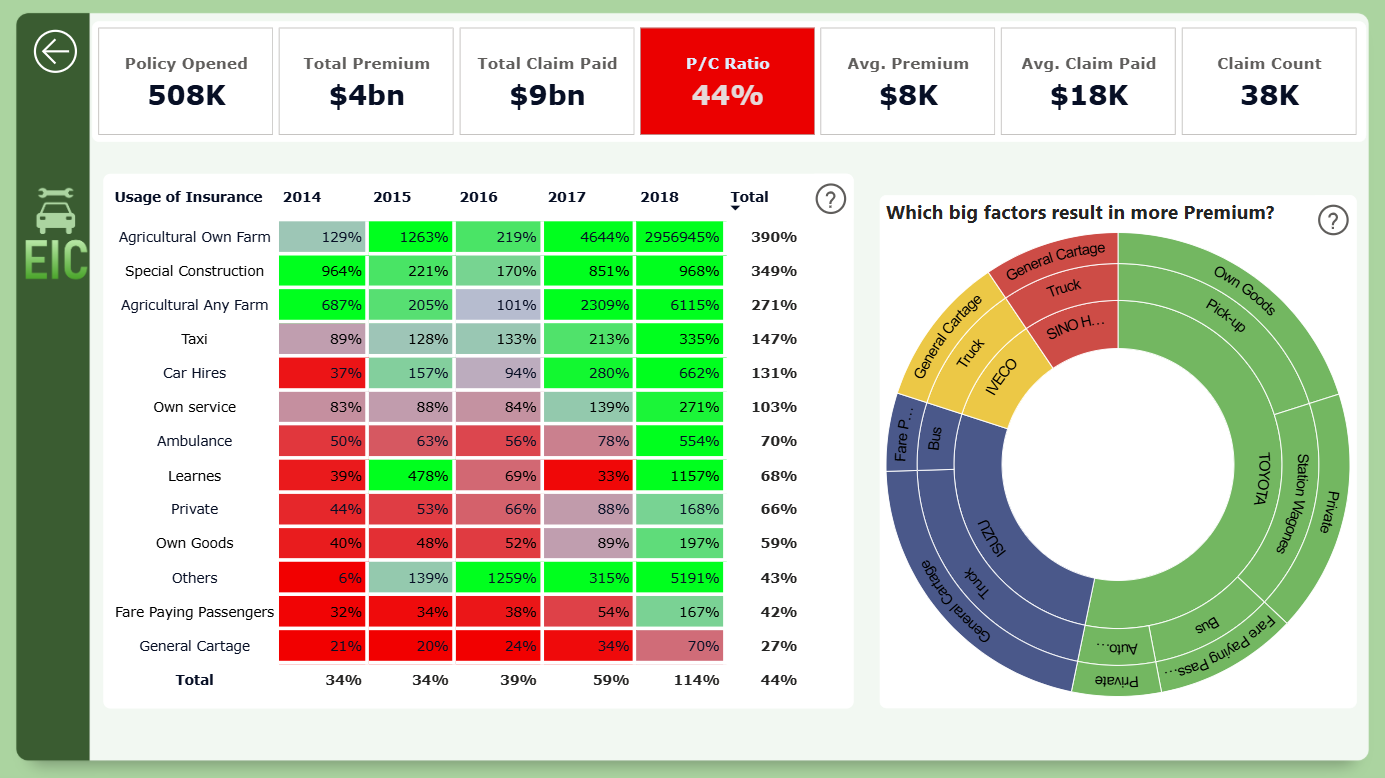 Policy Opened
508K
Total Premium
$4bn
Total Claim Paid
$9bn
P/C Ratio
44%
Avg. Premium
$8K
Avg. Claim Paid
$18K
Claim Count
38K
EIC
Usage of Insurance 2014 2015 2016 2017 2018 Total
?
Agricultural Own Farm 129% 1263% 219% 4644% 2956945% 390%
Special Construction 964% 221% 170% 851% 968% 349%
Agricultural Any Farm 687% 205% 101% 2309% 6115% 271%
Taxi 89% 128% 133% 213% 335% 147%
Car Hires 37% 157% 94% 280% 662% 131%
Own service 83% 88% 84% 139% 271% 103%
Ambulance 50% 63% 56% 78% 554% 70%
Learnes 39% 478% 69% 33% 1157% 68%
Private 44% 53% 66% 88% 168% 66%
Own Goods 40% 48% 52% 89% 197% 59%
Others 6% 139% 1259% 315% 5191% 43%
Fare Paying Passengers 32% 34% 38% 54% 167% 42%
General Cartage 21% 20% 24% 34% 70% 27%
Total 34% 34% 39% 59% 114% 44%
Which big factors result in more Premium?
?
Own Goods
Pick-up
TOYOTA
Station Wagones
Private
Bus
Fare Paying Pass...
Auto...
Private
ISUZU
Truck
General Cartage
Bus
Fare P...
IVECO
Truck
General Cartage
SINO H...
Truck
General Cartage